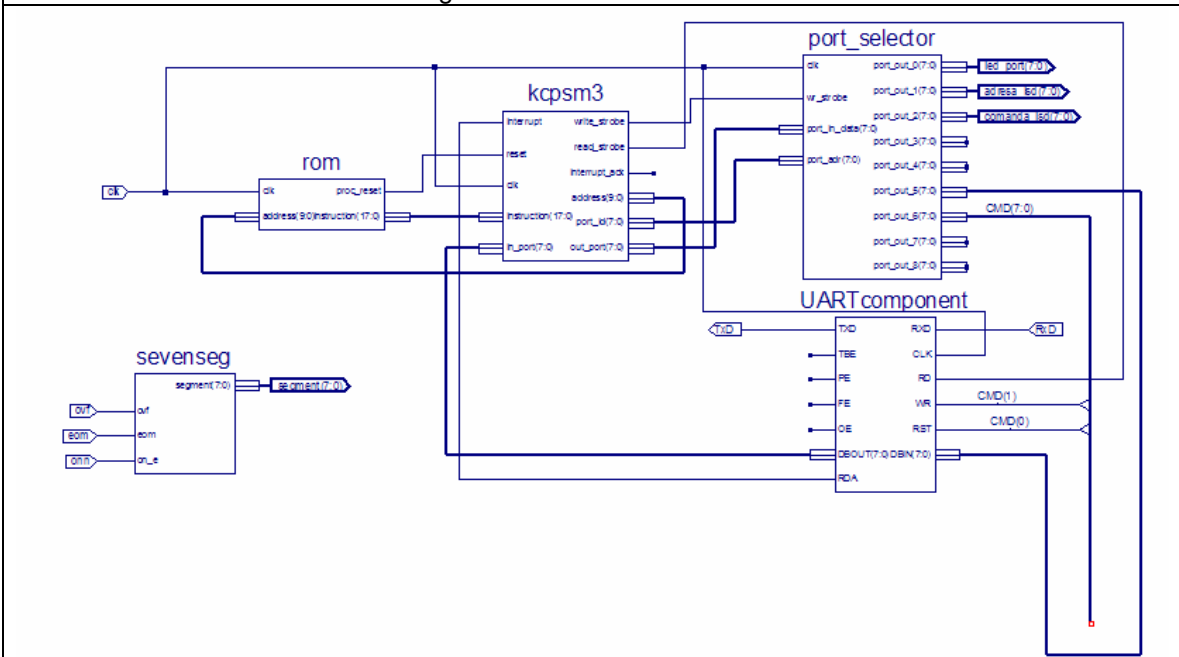 port_selector
clk port_out_0(7:0) led_port(7:0)
port_out_1(7:0) adresa_led(7:0)
wr_strobe port_out_2(7:0) comanda_led(7:0)
port_in_data(7:0) port_out_3(7:0)
port_adr(7:0) port_out_4(7:0)
port_out_5(7:0)
port_out_6(7:0) CMD(7:0)
port_out_7(7:0)
port_out_8(7:0)
kcpsm3
interrupt write_strobe
read_strobe
reset interrupt_ack
clk address(9:0)
instruction(17:0) port_id(7:0)
in_port(7:0) out_port(7:0)
rom
clk clk proc_reset
address(9:0) instruction(17:0)
UARTcomponent
TxD TXD RXD RxD
TBE CLK
PE RD
FE WR CMD(1)
OE RST CMD(0)
DBOUT(7:0) DBIN(7:0)
RDA
sevenseg
segment(7:0) segment(7:0)
ovf ovf
eom eom
onn on_e